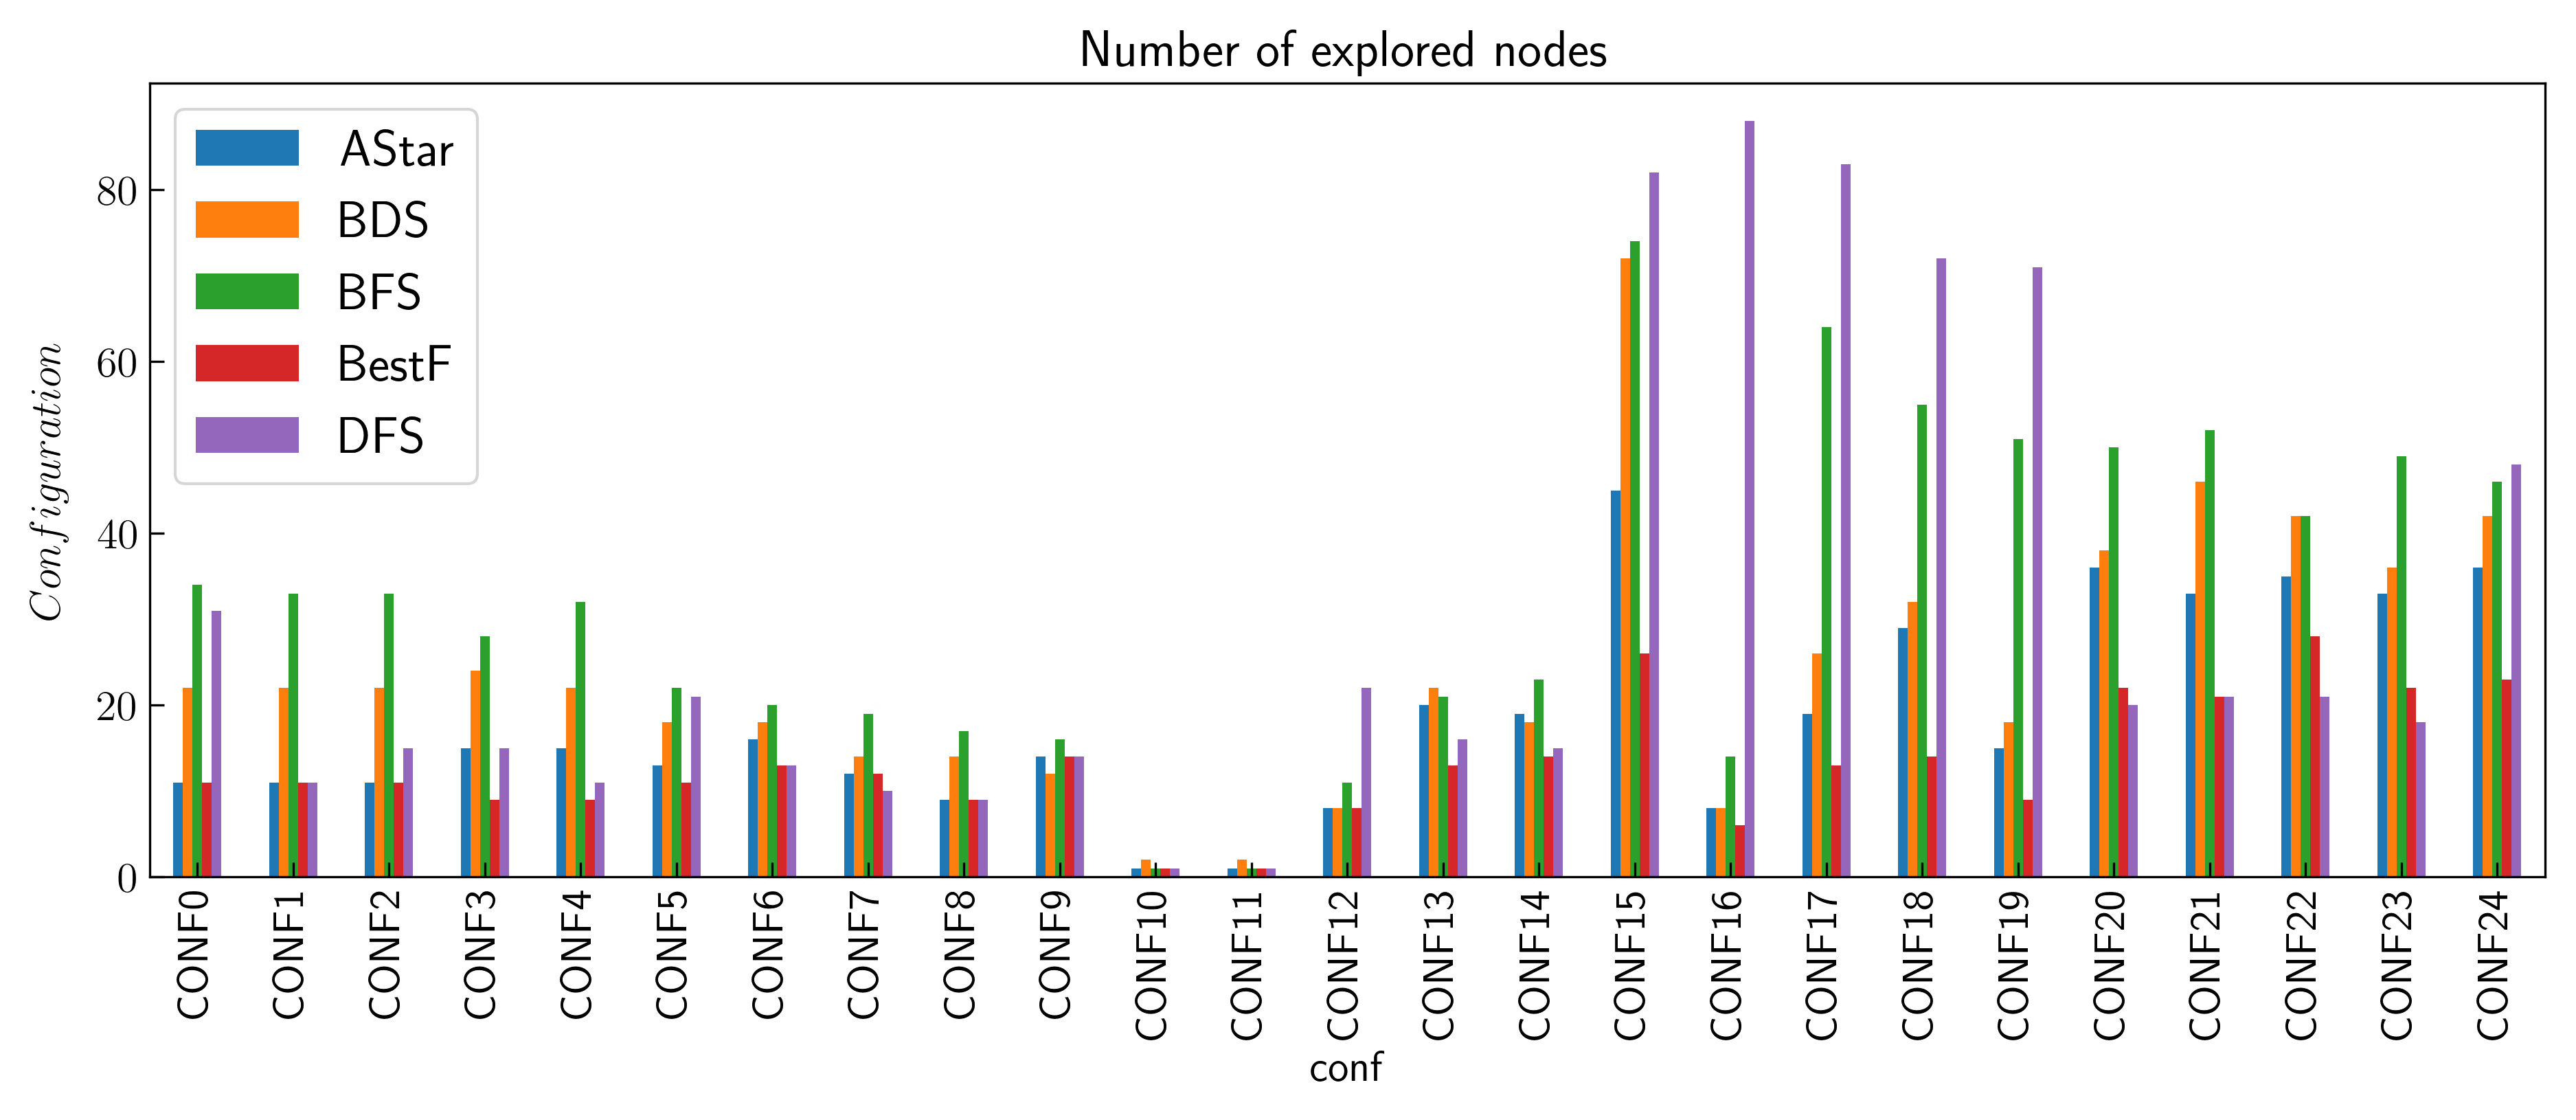 Number of explored nodes
AStar
BDS
BFS
BestF
DFS
Configuration
80
60
40
20
0
CONF0
CONF1
CONF2
CONF3
CONF4
CONF5
CONF6
CONF7
CONF8
CONF9
CONF10
CONF11
CONF12
CONF13
CONF14
CONF15
CONF16
CONF17
CONF18
CONF19
CONF20
CONF21
CONF22
CONF23
CONF24
conf